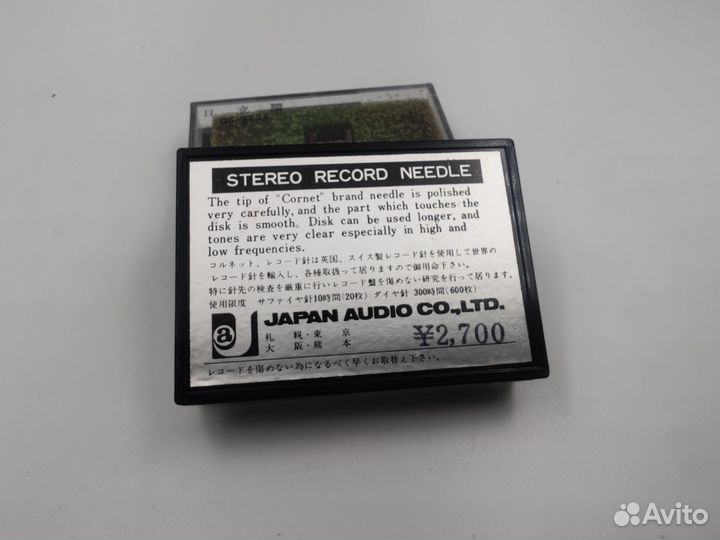 日立
STEREO RECORD NEEDLE
The tip of "Cornet" brand needle is polished
very carefully, and the part which touches the
disk is smooth。 Disk can be used longer, and
tones are very clear especially in high and
low frequencies.
コルネット、レコード針は英国、スイス製レコード針を使用して世界の
レコード針を輸入し、各種取扱って居りますので御用命下さい。
特に針先の検査を厳重に行いレコード盤を傷めない研究を行って居ります。
使用限度 サファイヤ針10時間(20枚) ダイヤ針 300時間(600枚)
a JAPAN AUDIO CO.,LTD.
札幌・東京
大阪・熊本
¥2,700
レコードを傷めない為になるべく早くお取替え下さい。
Avito